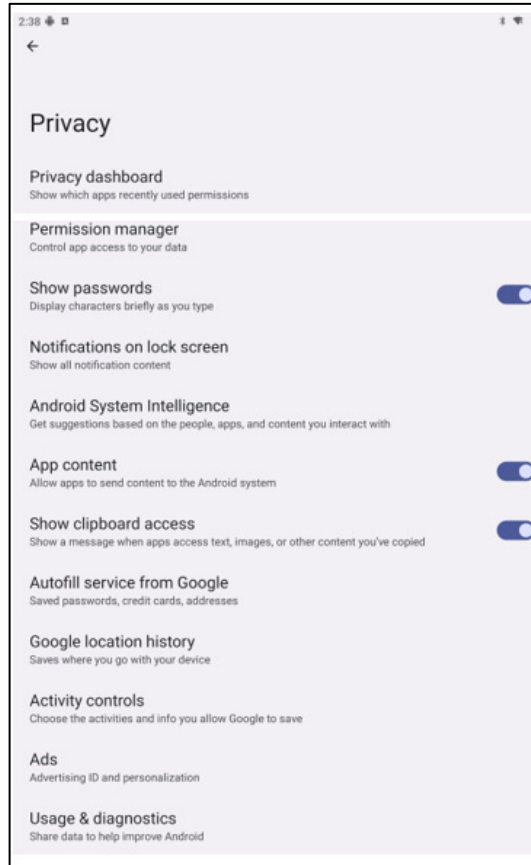 2:38
Privacy
Privacy dashboard
Show which apps recently used permissions
Permission manager
Control app access to your data
Show passwords
Display characters briefly as you type
Notifications on lock screen
Show all notification content
Android System Intelligence
Get suggestions based on the people, apps, and content you interact with
App content
Allow apps to send content to the Android system
Show clipboard access
Show a message when apps access text, images, or other content you've copied
Autofill service from Google
Saved passwords, credit cards, addresses
Google location history
Saves where you go with your device
Activity controls
Choose the activities and info you allow Google to save
Ads
Advertising ID and personalization
Usage & diagnostics
Share data to help improve Android